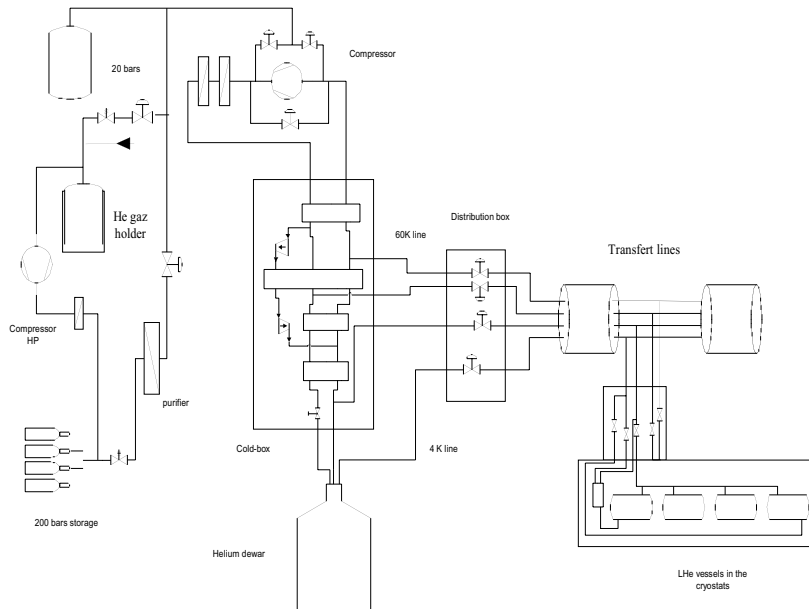 Compressor
20 bars
He gaz
holder
Distribution box
60K line
Transfert lines
Compressor
HP
purifier
Cold-box
4 K line
200 bars storage
Helium dewar
LHe vessels in the
cryostats